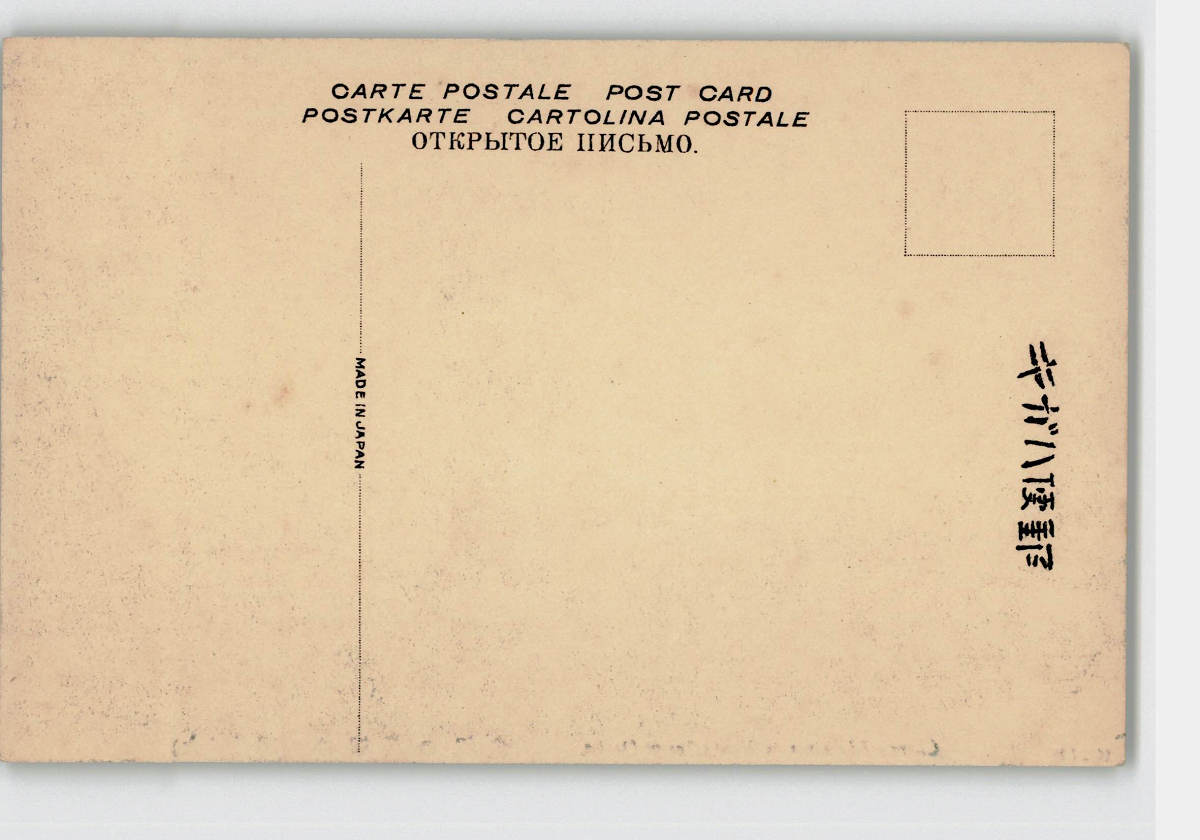 CARTE POSTALE POST CARD
POSTKARTE CARTOLINA POSTALE
ОТКРЫТОЕ ПИСЬМО.
MADE IN JAPAN
郵便ハガキ